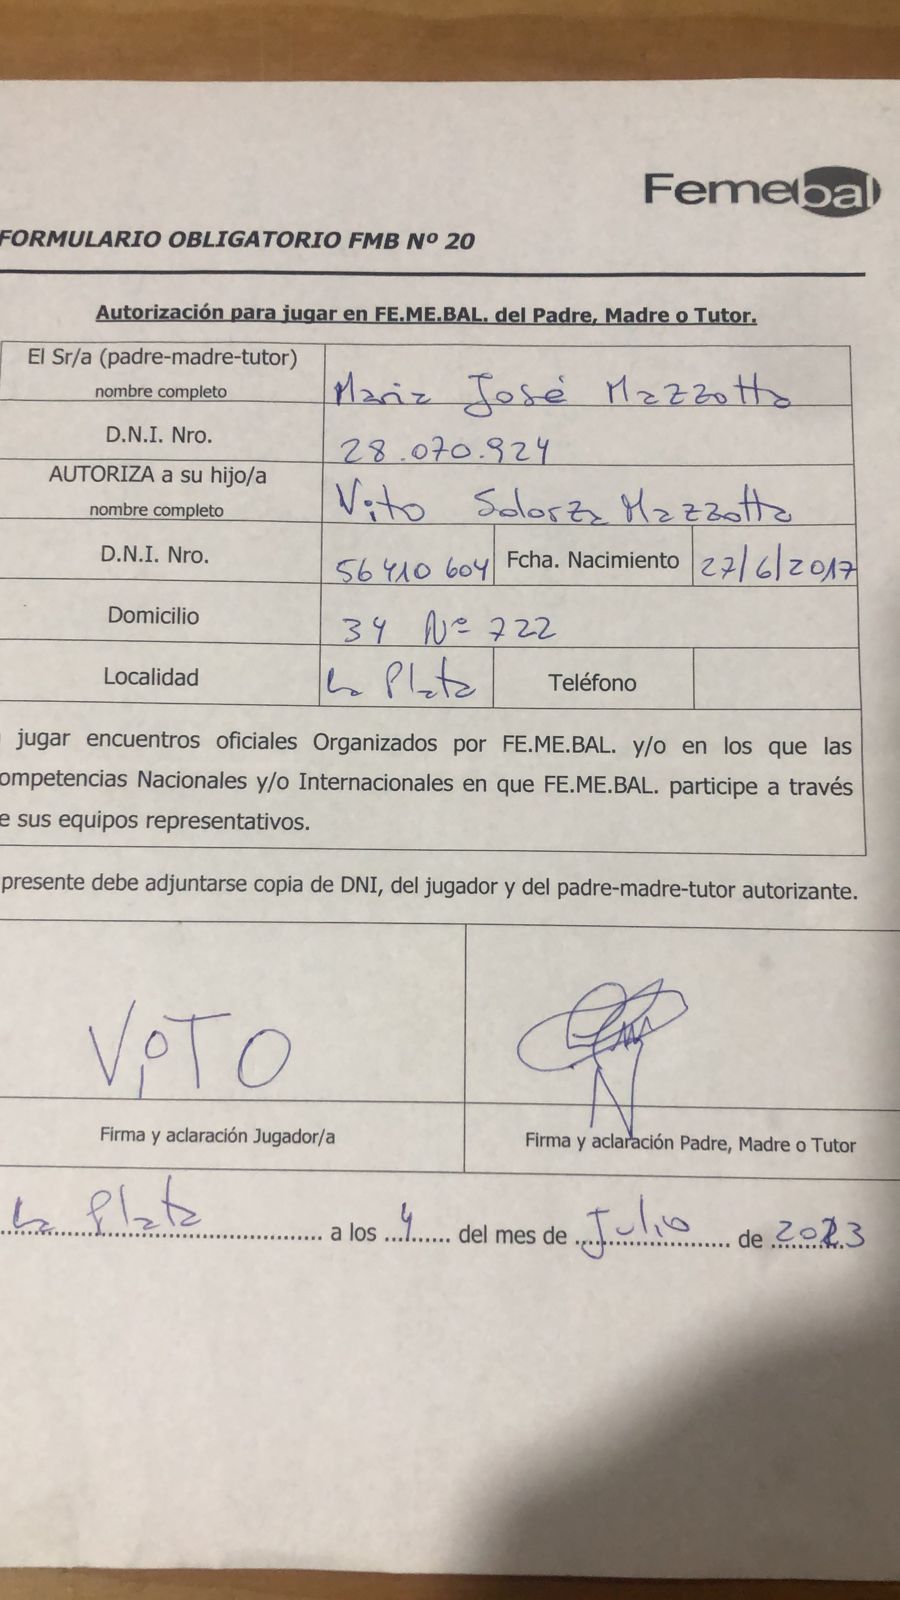 Femebal
FORMULARIO OBLIGATORIO FMB Nº 20
Autorización para jugar en FE.ME.BAL. del Padre, Madre o Tutor.
El Sr/a (padre-madre-tutor)
nombre completo
Maria José Mazzotta
D.N.I. Nro.
28.070.924
AUTORIZA a su hijo/a
nombre completo
Vito Solorza Mazzotta
D.N.I. Nro.
56 410 604
Fcha. Nacimiento
27/6/2017
Domicilio
34 Nº 722
Localidad
La Plata
Teléfono
jugar encuentros oficiales Organizados por FE.ME.BAL. y/o en los que las
ompetencias Nacionales y/o Internacionales en que FE.ME.BAL. participe a través
e sus equipos representativos.
presente debe adjuntarse copia de DNI, del jugador y del padre-madre-tutor autorizante.
ViTO
Firma y aclaración Jugador/a
Firma y aclaración Padre, Madre o Tutor
La Plata a los 4 del mes de Julio de 2023